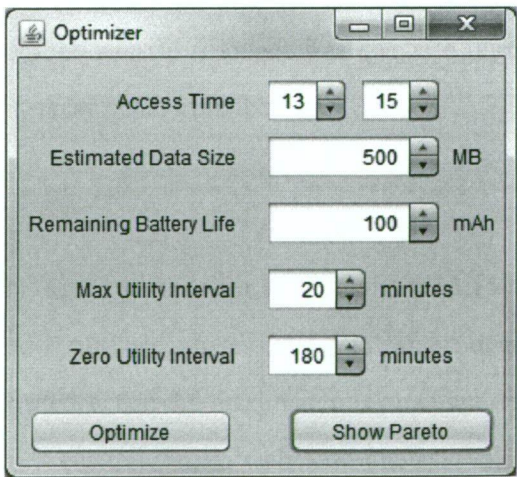 Optimizer
Access Time 13 15
Estimated Data Size 500 MB
Remaining Battery Life 100 mAh
Max Utility Interval 20 minutes
Zero Utility Interval 180 minutes
Optimize Show Pareto